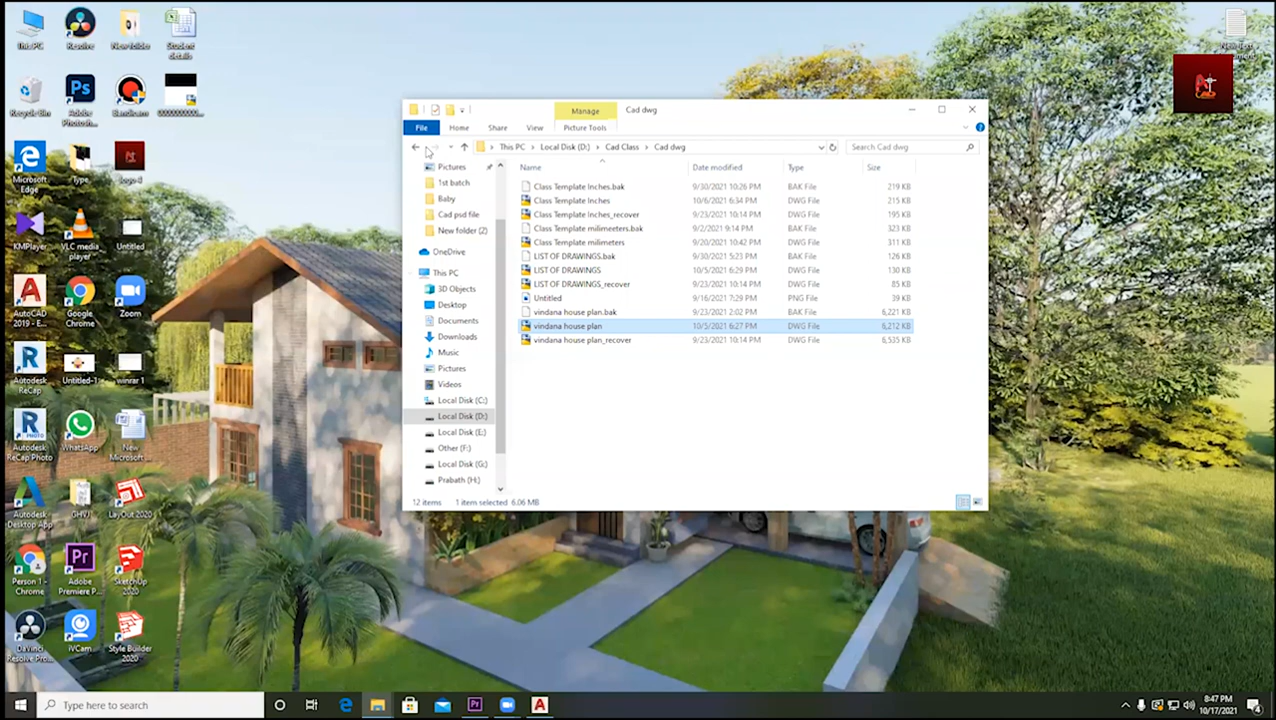 This PC
Resolve
New folder
Student details
Recycle Bin
Adobe Photosh...
Bandicam
000000000...
Microsoft Edge
Type
logo 4
KMPlayer
VLC media player
Untitled
AutoCAD 2019 - E...
Google Chrome
Zoom
Autodesk ReCap
Untitled-1
winrar 1
Autodesk ReCap Photo
WhatsApp
New Microsoft...
Autodesk Desktop App
GHVJ
LayOut 2020
Person 1 - Chrome
Adobe Premiere P...
SketchUp 2020
DaVinci Resolve Pro...
iVCam
Style Builder 2020
Manage
Cad dwg
File
Home
Share
View
Picture Tools
This PC > Local Disk (D:) > Cad Class > Cad dwg
Search Cad dwg
Pictures
1st batch
Baby
Cad psd file
New folder (2)
OneDrive
This PC
3D Objects
Desktop
Documents
Downloads
Music
Pictures
Videos
Local Disk (C:)
Local Disk (D:)
Local Disk (E:)
Other (F:)
Local Disk (G:)
Prabath (H:)
Name Date modified Type Size
Class Template Inches.bak 9/30/2021 10:26 PM BAK File 219 KB
Class Template Inches 10/6/2021 6:34 PM DWG File 215 KB
Class Template Inches_recover 9/23/2021 10:14 PM DWG File 195 KB
Class Template milimeeters.bak 9/2/2021 9:14 PM BAK File 323 KB
Class Template milimeters 9/20/2021 10:42 PM DWG File 311 KB
LIST OF DRAWINGS.bak 9/30/2021 5:23 PM BAK File 126 KB
LIST OF DRAWINGS 10/5/2021 6:29 PM DWG File 130 KB
LIST OF DRAWINGS_recover 9/23/2021 10:14 PM DWG File 85 KB
Untitled 9/16/2021 7:29 PM PNG File 39 KB
vindana house plan.bak 9/23/2021 2:02 PM BAK File 6,221 KB
vindana house plan 10/5/2021 6:27 PM DWG File 6,212 KB
vindana house plan_recover 9/23/2021 10:14 PM DWG File 6,535 KB
12 items 1 item selected 6.06 MB
Type here to search
8:47 PM
10/17/2021
4